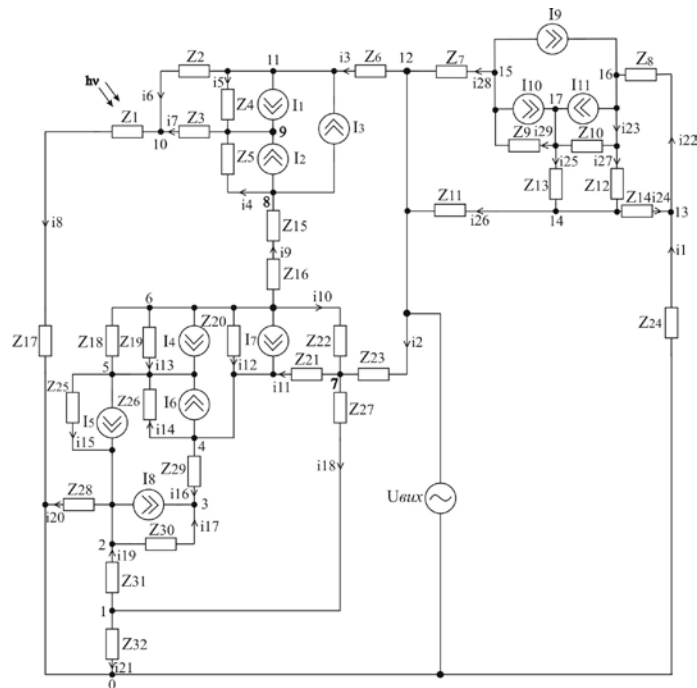 I9
Z2
i3
Z6
12
Z7
15
i28
16
Z8
11
i5
hν
i6
Z4
I1
I10
17
I11
i23
Z1
i7
Z3
9
I3
Z9
i29
Z10
i22
10
Z5
I2
i25
i27
i4
8
Z13
Z12
Z11
Z14
i24
i26
14
13
i8
Z15
i9
i1
Z16
6
i10
Z24
Z17
Z18
Z19
I4
Z20
I7
Z22
i2
i13
i12
Z21
Z23
5
i11
7
Z25
Z26
I6
Z27
I5
i14
i15
4
i18
Z29
I8
i16
Uвих
Z28
3
i20
i17
2
Z30
i19
Z31
1
Z32
i21
0